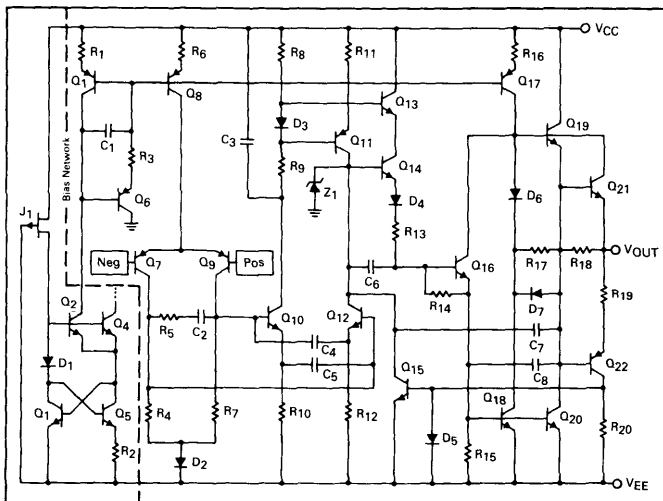 VCC
R1
R6
R8
R11
R16
Q1
Q8
Q17
Q13
Q19
D3
Q11
C1
C3
R3
R9
Q14
Q21
Bias Network
Z1
D4
D6
Q6
J1
R13
Neg
Pos
Q16
R17
R18
VOUT
Q7
Q9
C6
Q2
Q4
R14
R19
D7
R5
C2
Q10
Q12
C7
D1
C4
Q15
C8
Q22
C5
Q1
Q5
R4
R7
R10
R12
Q18
Q20
R2
D2
D5
R15
R20
VEE